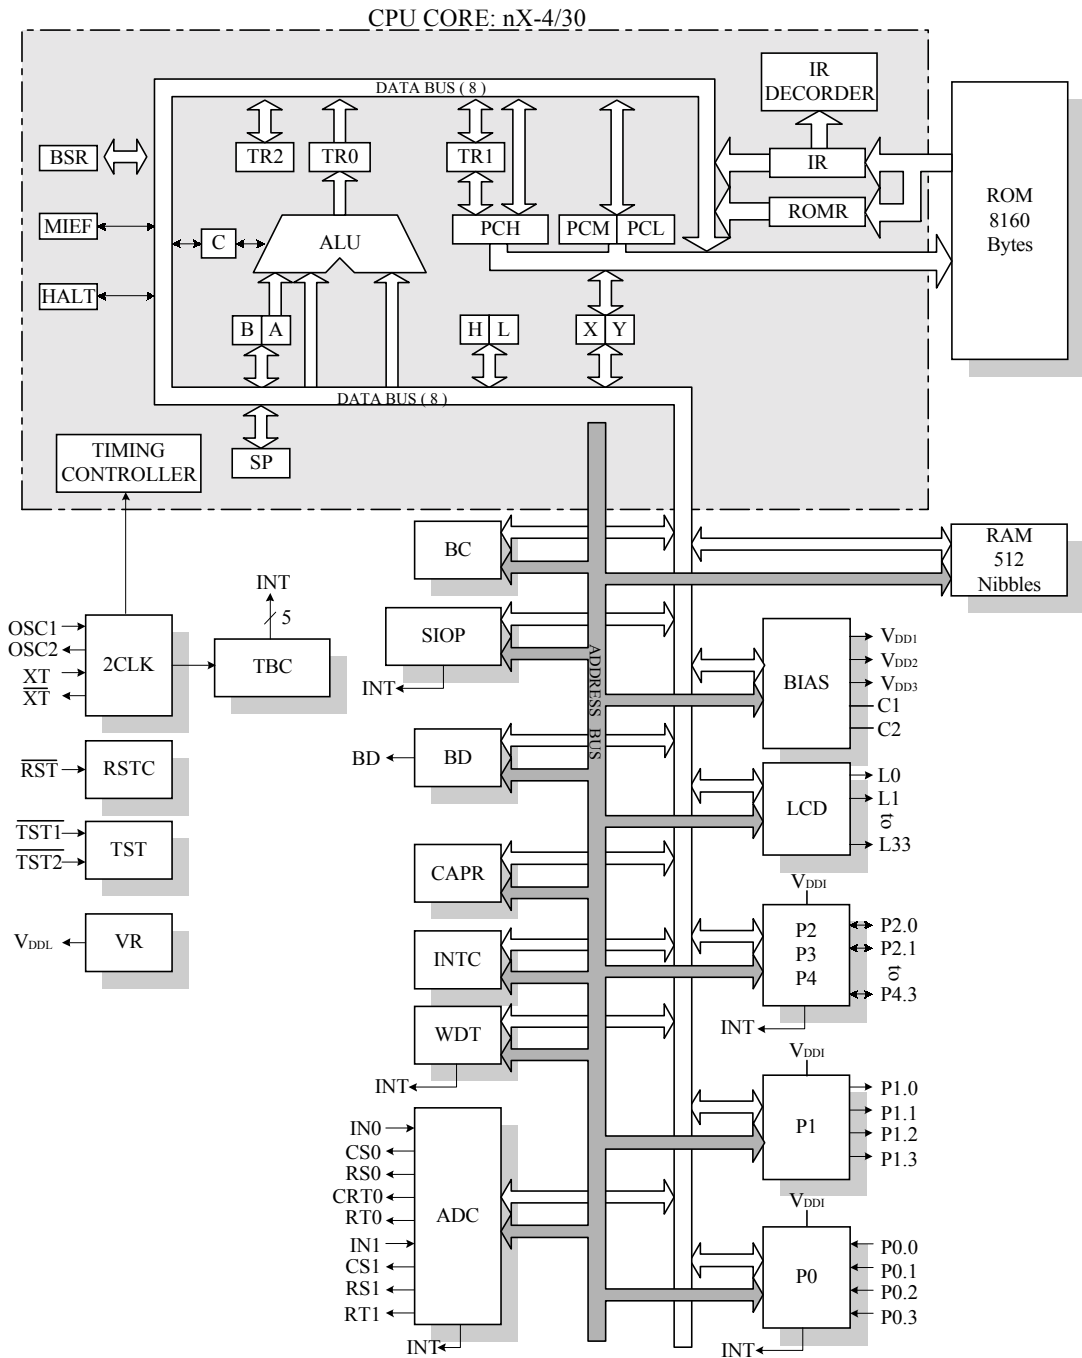 CPU CORE: nX-4/30
DATA BUS ( 8 )
IR
DECORDER
BSR
TR2
TR0
TR1
IR
ROM
8160
Bytes
MIEF
C
ALU
PCH
PCM
PCL
ROMR
HALT
B
A
H
L
X
Y
DATA BUS ( 8 )
TIMING
CONTROLLER
SP
BC
RAM
512
Nibbles
INT
5
OSC1
OSC2
XT
XT
2CLK
TBC
SIOP
INT
ADDRESS BUS
BIAS
VDD1
VDD2
VDD3
C1
C2
RST
RSTC
BD
BD
LCD
L0
L1
to
L33
TST1
TST2
TST
CAPR
VDDI
VDDL
VR
INTC
P2
P3
P4
P2.0
P2.1
to
P4.3
INT
WDT
INT
VDDI
P1
P1.0
P1.1
P1.2
P1.3
IN0
CS0
RS0
CRT0
RT0
IN1
CS1
RS1
RT1
ADC
INT
VDDI
P0
P0.0
P0.1
P0.2
P0.3
INT